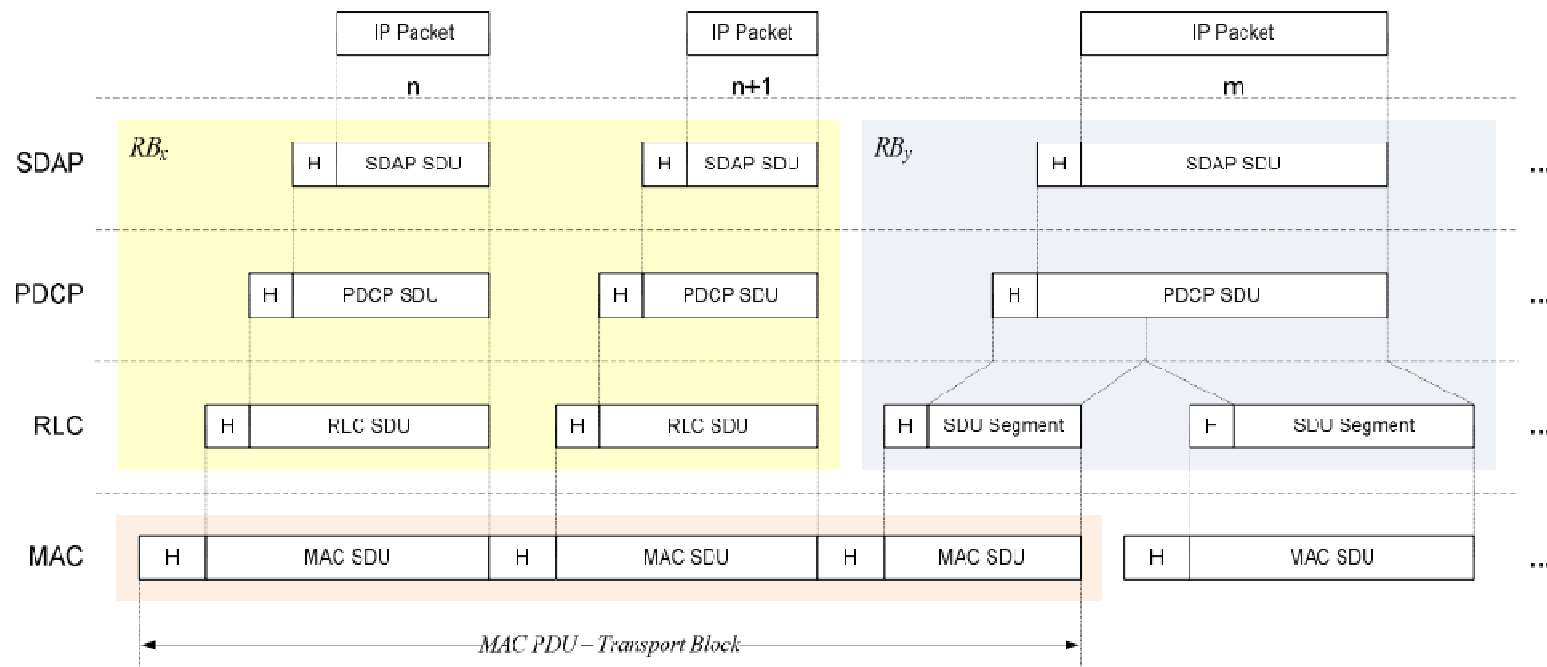 IP Packet IP Packet IP Packet
n n+1 m
RBx RBy
SDAP H SDAP SDU H SDAP SDU H SDAP SDU ...
PDCP H PDCP SDU H PDCP SDU H PDCP SDU ...
RLC H RLC SDU H RLC SDU H SDU Segment H SDU Segment ...
MAC H MAC SDU H MAC SDU H MAC SDU H MAC SDU ...
MAC PDU – Transport Block